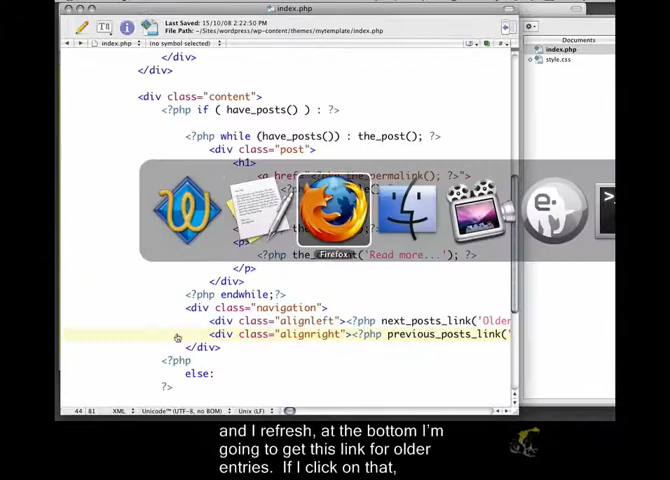 index.php
Last Saved: 15/10/08 2:22:50 PM
File Path: ~/Sites/wordpress/wp-content/themes/mytemplate/index.php
index.php (no symbol selected)
Documents
index.php
style.css
</div>
</div>
<div class="content">
<?php if ( have_posts() ) : ?>
<?php while (have_posts()) : the_post(); ?>
<div class="post">
<h1>
Firefox
<p>
<?php the_content('Read more...'); ?>
</p>
</div>
<?php endwhile;?>
<div class="navigation">
<div class="alignleft"><?php next_posts_link('Older
<div class="alignright"><?php previous_posts_link('
</div>
<?php
else:
?>
44 81 XML Unicode™ (UTF-8, no BOM) Unix (LF)
and I refresh, at the bottom I'm
going to get this link for older
entries. If I click on that,